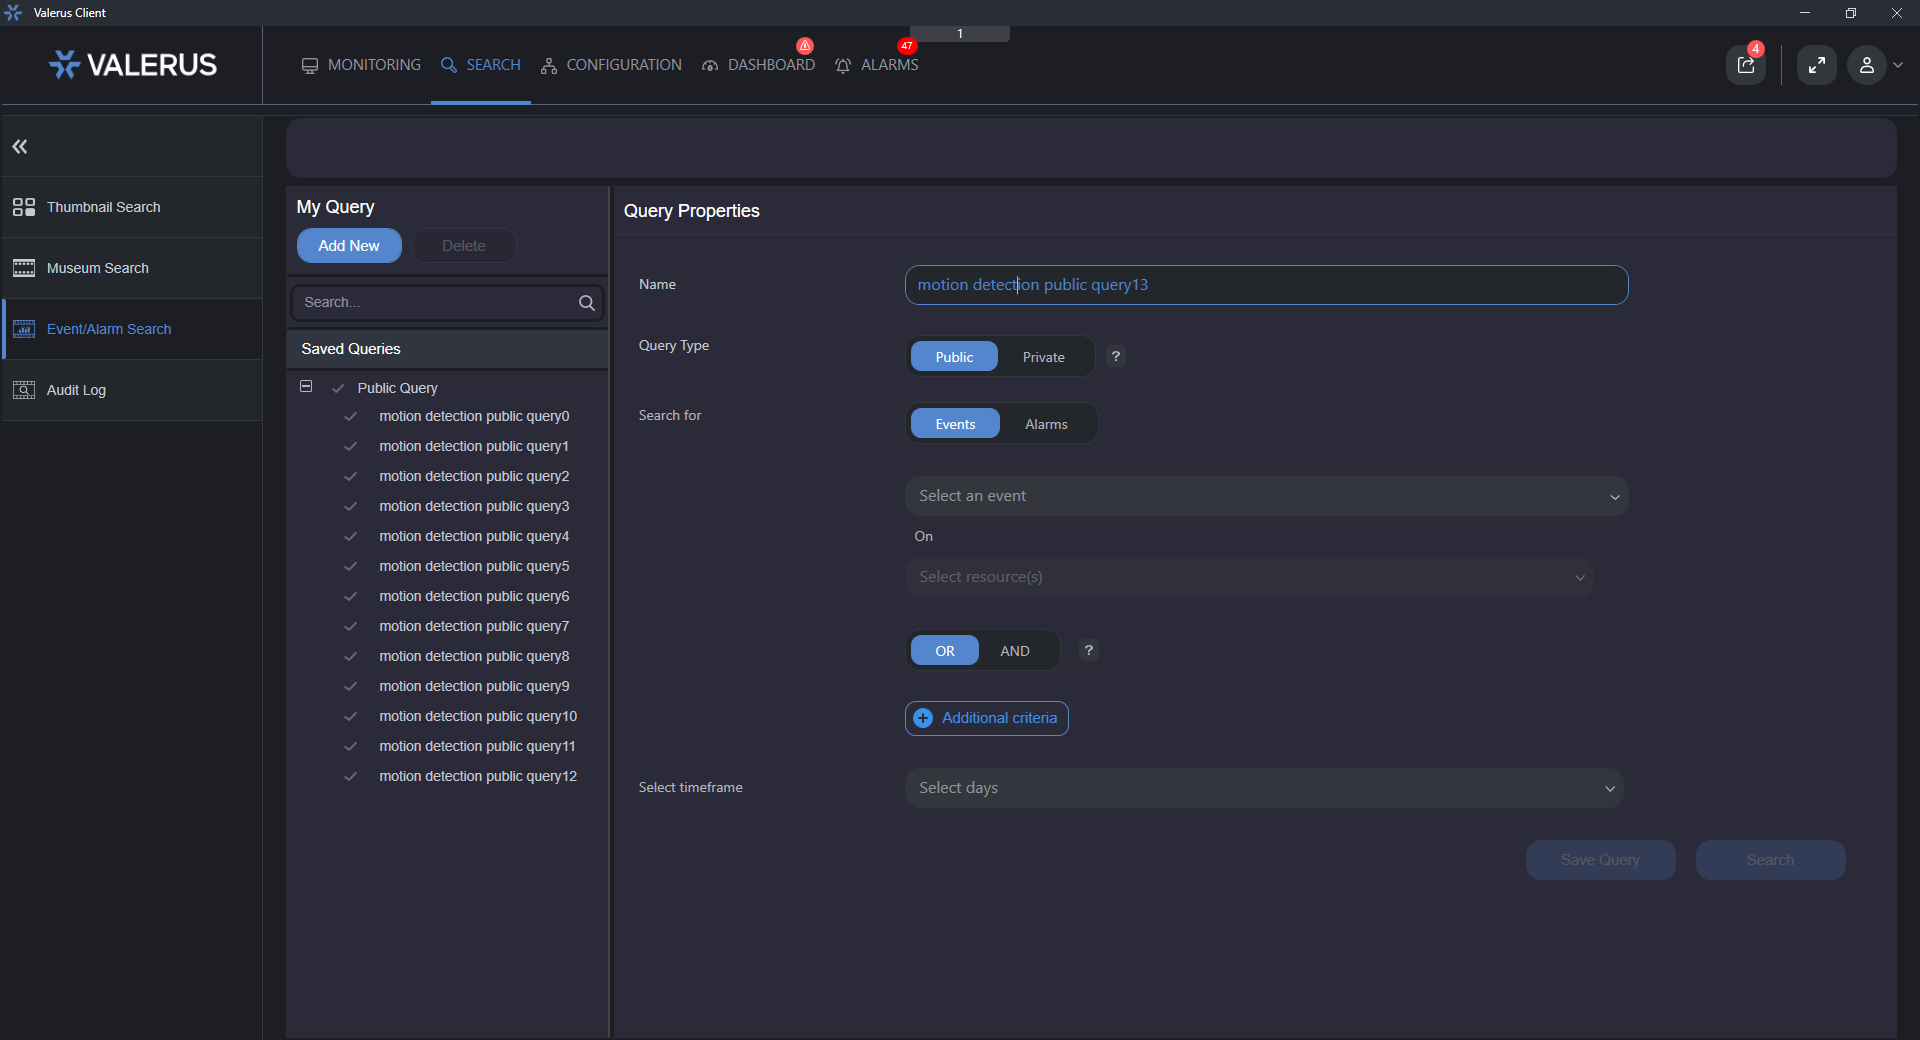 Valerus Client
1
VALERUS
MONITORING
SEARCH
CONFIGURATION
DASHBOARD
47
ALARMS
4
Thumbnail Search
Museum Search
Event/Alarm Search
Audit Log
My Query
Add New
Delete
Search...
Saved Queries
Public Query
motion detection public query0
motion detection public query1
motion detection public query2
motion detection public query3
motion detection public query4
motion detection public query5
motion detection public query6
motion detection public query7
motion detection public query8
motion detection public query9
motion detection public query10
motion detection public query11
motion detection public query12
Query Properties
Name
motion detection public query13
Query Type
Public
Private
?
Search for
Events
Alarms
Select an event
On
Select resource(s)
OR
AND
?
Additional criteria
Select timeframe
Select days
Save Query
Search